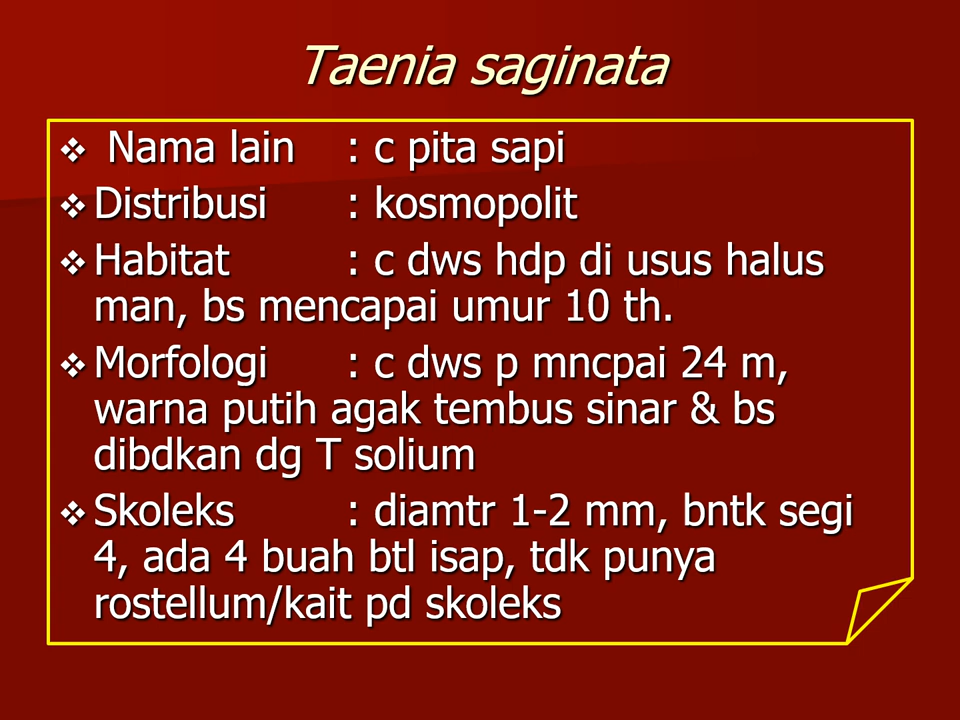 Taenia saginata
❖ Nama lain : c pita sapi
❖ Distribusi : kosmopolit
❖ Habitat : c dws hdp di usus halus
man, bs mencapai umur 10 th.
❖ Morfologi : c dws p mncpai 24 m,
warna putih agak tembus sinar & bs
dibdkan dg T solium
❖ Skoleks : diamtr 1-2 mm, bntk segi
4, ada 4 buah btl isap, tdk punya
rostellum/kait pd skoleks